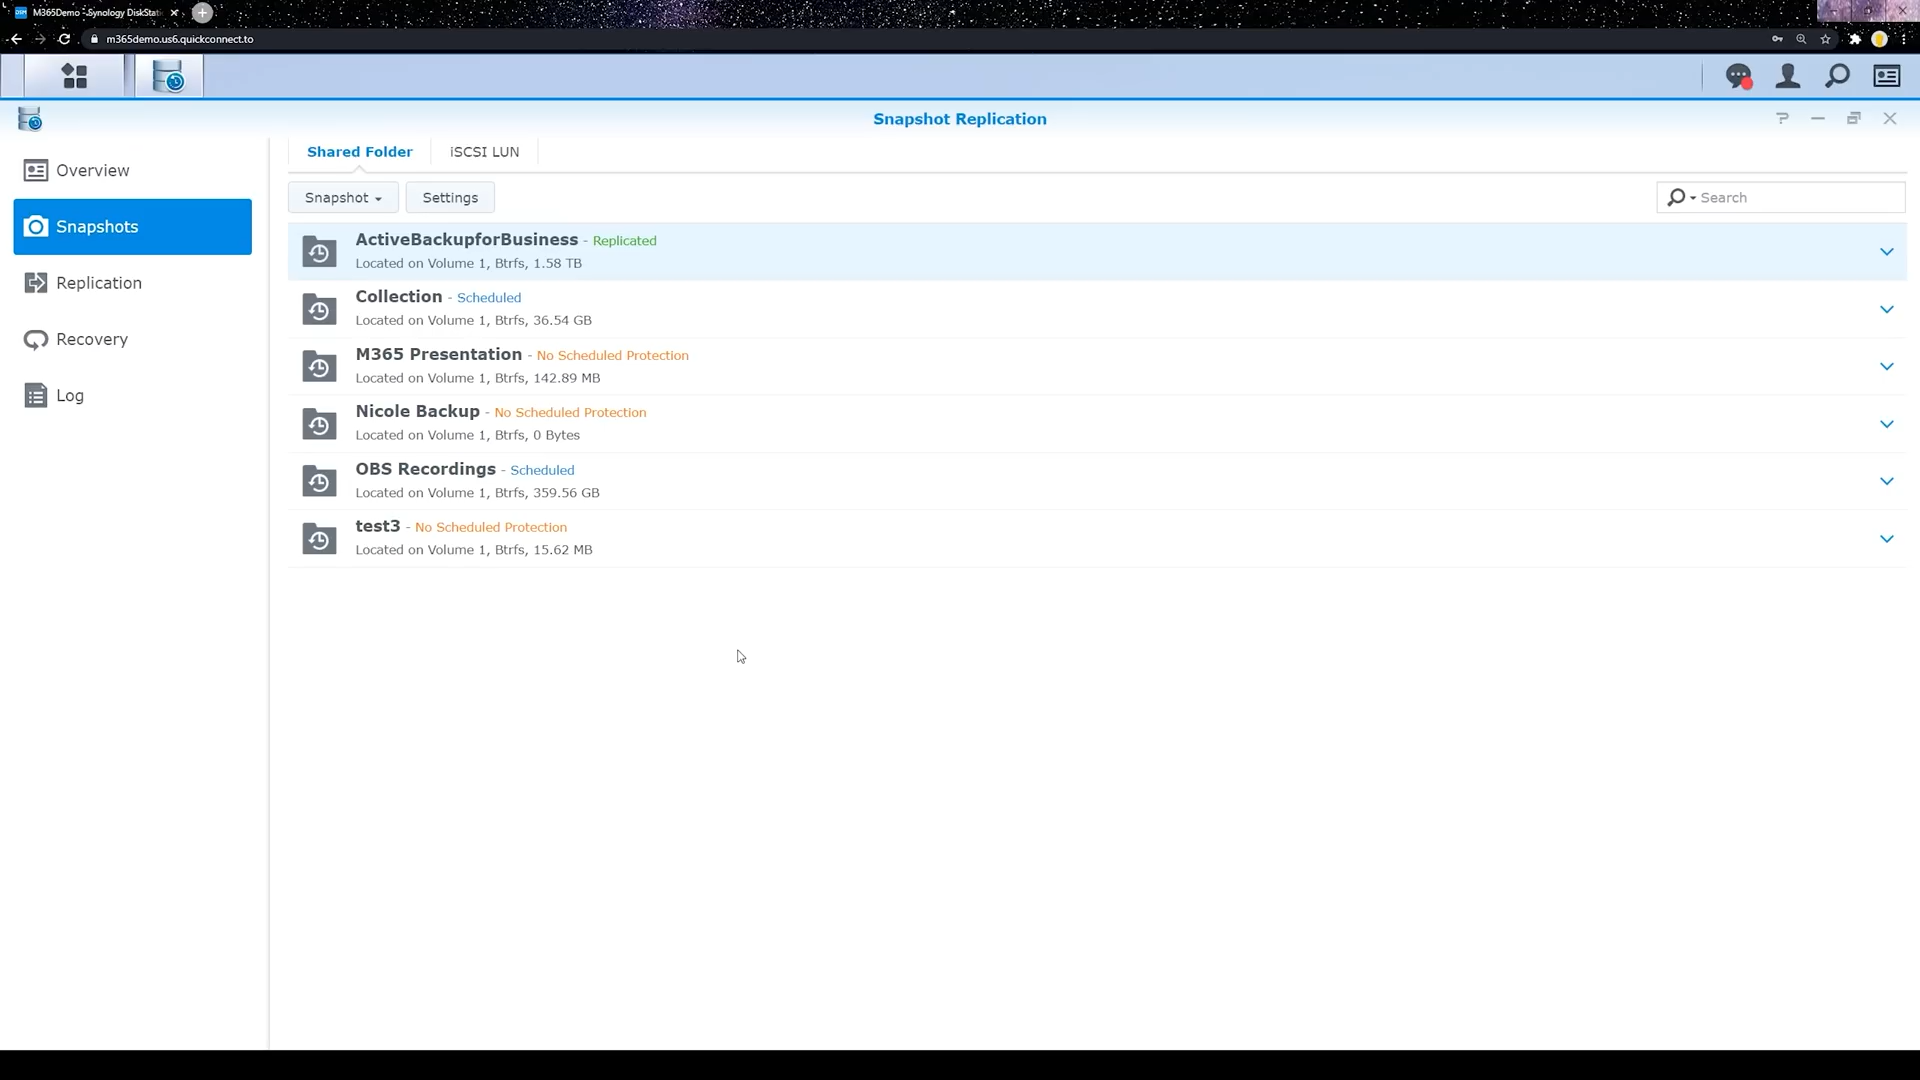 M365Demo - Synology DiskStati
m365demo.us6.quickconnect.to
Snapshot Replication
Overview
Snapshots
Replication
Recovery
Log
Shared Folder
iSCSI LUN
Snapshot
Settings
Search
ActiveBackupforBusiness - Replicated
Located on Volume 1, Btrfs, 1.58 TB
Collection - Scheduled
Located on Volume 1, Btrfs, 36.54 GB
M365 Presentation - No Scheduled Protection
Located on Volume 1, Btrfs, 142.89 MB
Nicole Backup - No Scheduled Protection
Located on Volume 1, Btrfs, 0 Bytes
OBS Recordings - Scheduled
Located on Volume 1, Btrfs, 359.56 GB
test3 - No Scheduled Protection
Located on Volume 1, Btrfs, 15.62 MB